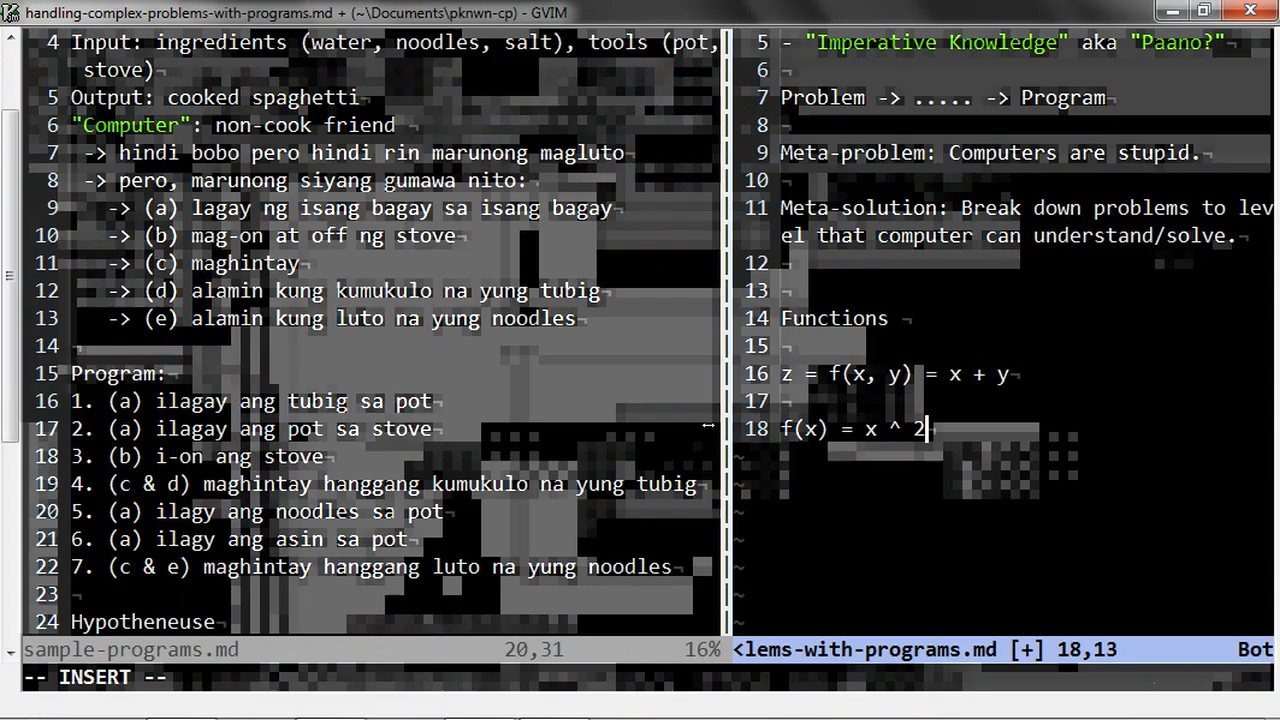 handling-complex-problems-with-programs.md + (~\Documents\pknwn-cp) - GVIM
4 Input: ingredients (water, noodles, salt), tools (pot,
stove)¬
5 Output: cooked spaghetti¬
6 "Computer": non-cook friend ¬
7 -> hindi bobo pero hindi rin marunong magluto¬
8 -> pero, marunong siyang gumawa nito:¬
9 -> (a) lagay ng isang bagay sa isang bagay¬
10 -> (b) mag-on at off ng stove¬
11 -> (c) maghintay¬
12 -> (d) alamin kung kumukulo na yung tubig¬
13 -> (e) alamin kung luto na yung noodles¬
14 ¬
15 Program:¬
16 1. (a) ilagay ang tubig sa pot¬
17 2. (a) ilagay ang pot sa stove¬
18 3. (b) i-on ang stove¬
19 4. (c & d) maghintay hanggang kumukulo na yung tubig¬
20 5. (a) ilagy ang noodles sa pot¬
21 6. (a) ilagy ang asin sa pot¬
22 7. (c & e) maghintay hanggang luto na yung noodles¬
23 ¬
24 Hypotheneuse
sample-programs.md 20,31 16%
5 - "Imperative Knowledge" aka "Paano?"¬
6 ¬
7 Problem -> ..... -> Program¬
8 ¬
9 Meta-problem: Computers are stupid.¬
10 ¬
11 Meta-solution: Break down problems to lev
el that computer can understand/solve.¬
12 ¬
13 ¬
14 Functions ¬
15 ¬
16 z = f(x, y) = x + y¬
17 ¬
18 f(x) = x ^ 2¬
~
~
~
~
~
~
~
<lems-with-programs.md [+] 18,13 Bot
-- INSERT --